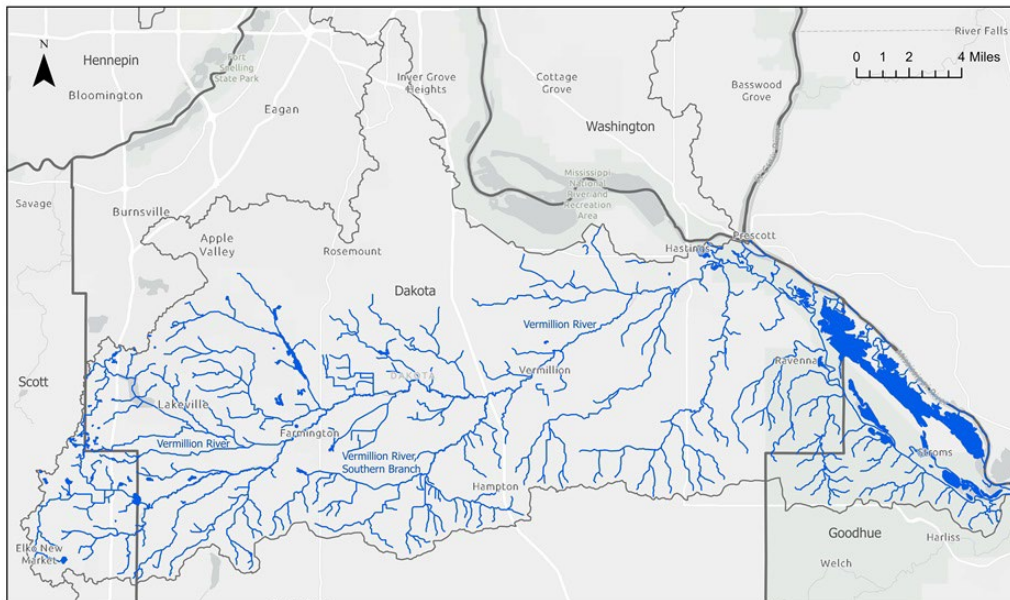 River Falls
N
Hennepin
Fort
Snelling
State Park
0 2 4 Miles
Bloomington
Inver Grove
Heights
Cottage
Grove
Basswood
Grove
Eagan
Washington
Mississippi
National
River and
Recreation
Area
Savage
Burnsville
Apple
Valley
Rosemount
Hastings
Prescott
Dakota
Vermillion River
Ravenna
Vermillion
DAKOTA
Scott
Lakeville
Farmington
Vermillion River
Vermillion River,
Southern Branch
Stroms
Hampton
Elko New
Market
Goodhue
Harliss
Welch